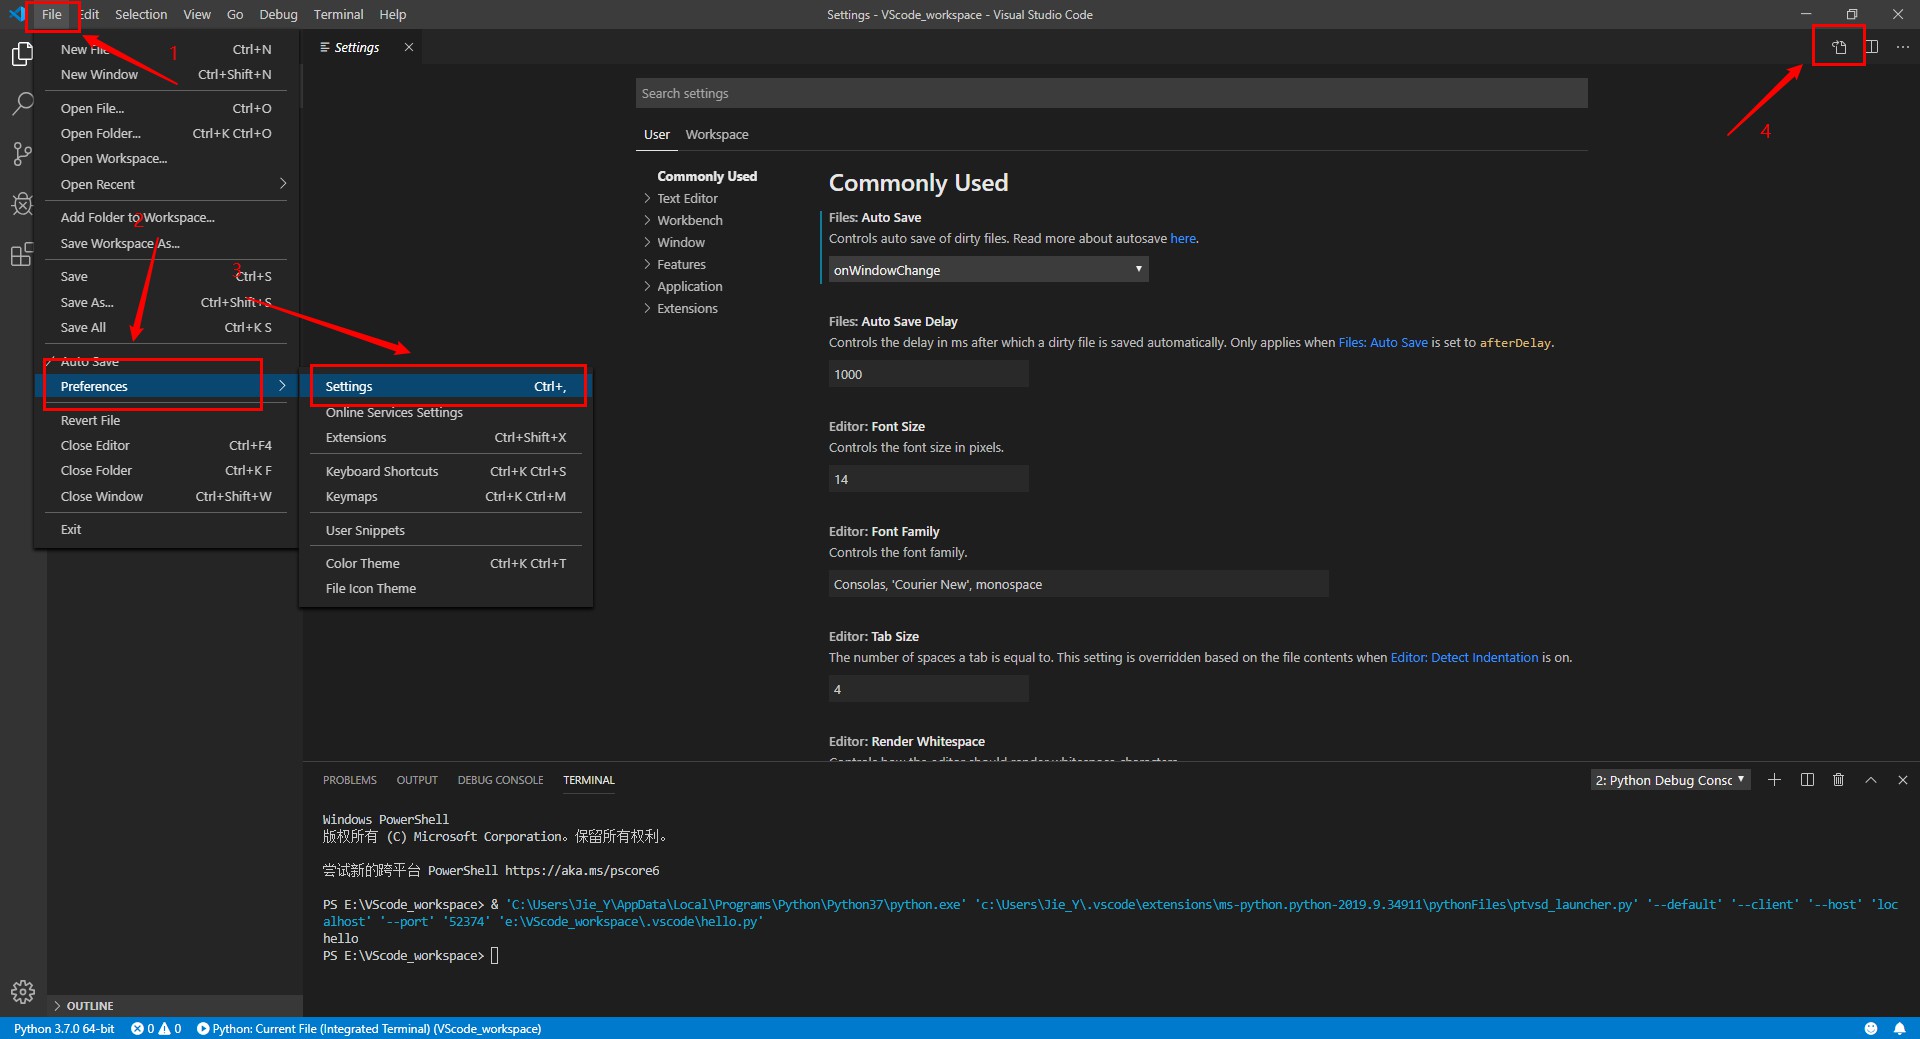 File Edit Selection View Go Debug Terminal Help
Settings - VScode_workspace - Visual Studio Code
1
New File Ctrl+N
New Window Ctrl+Shift+N
Open File... Ctrl+O
Open Folder... Ctrl+K Ctrl+O
Open Workspace...
Open Recent
Add Folder to Workspace...
2
Save Workspace As...
3
Save Ctrl+S
Save As... Ctrl+Shift+S
Save All Ctrl+K S
Auto Save
Preferences
Revert File
Close Editor Ctrl+F4
Close Folder Ctrl+K F
Close Window Ctrl+Shift+W
Exit
Settings Ctrl+,
Online Services Settings
Extensions Ctrl+Shift+X
Keyboard Shortcuts Ctrl+K Ctrl+S
Keymaps Ctrl+K Ctrl+M
User Snippets
Color Theme Ctrl+K Ctrl+T
File Icon Theme
Settings
4
Search settings
User Workspace
Commonly Used
Text Editor
Workbench
Window
Features
Application
Extensions
Commonly Used
Files: Auto Save
Controls auto save of dirty files. Read more about autosave here.
onWindowChange
Files: Auto Save Delay
Controls the delay in ms after which a dirty file is saved automatically. Only applies when Files: Auto Save is set to afterDelay.
1000
Editor: Font Size
Controls the font size in pixels.
14
Editor: Font Family
Controls the font family.
Consolas, 'Courier New', monospace
Editor: Tab Size
The number of spaces a tab is equal to. This setting is overridden based on the file contents when Editor: Detect Indentation is on.
4
Editor: Render Whitespace
Controls how the editor should render whitespace characters.
PROBLEMS OUTPUT DEBUG CONSOLE TERMINAL
2: Python Debug Consc
Windows PowerShell
版权所有 (C) Microsoft Corporation。保留所有权利。
尝试新的跨平台 PowerShell https://aka.ms/pscore6
PS E:\VScode_workspace> & 'C:\Users\Jie_Y\AppData\Local\Programs\Python\Python37\python.exe' 'c:\Users\Jie_Y\.vscode\extensions\ms-python.python-2019.9.34911\pythonFiles\ptvsd_launcher.py' '--default' '--client' '--host' 'loc
alhost' '--port' '52374' 'e:\VScode_workspace\.vscode\hello.py'
hello
PS E:\VScode_workspace>
OUTLINE
Python 3.7.0 64-bit 0 0 Python: Current File (Integrated Terminal) (VScode_workspace)